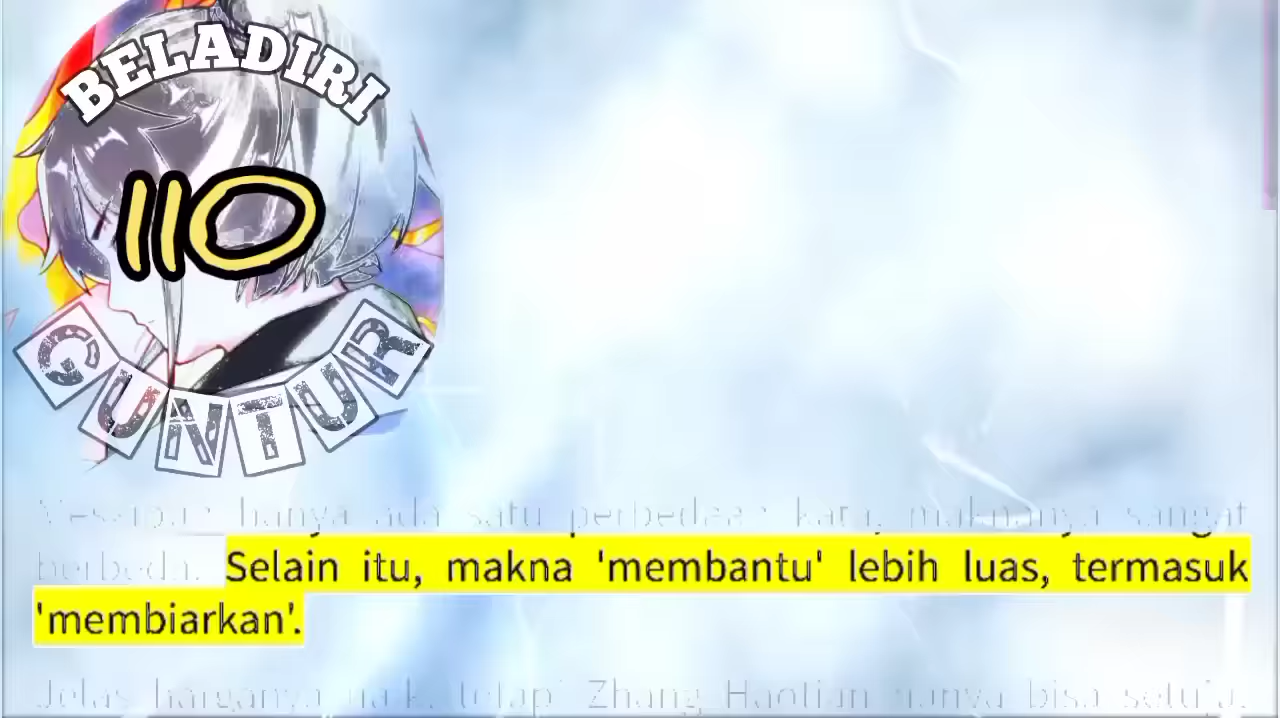 BELADIRI
110
GUNTUR
Meskipun hanya ada satu perbedaan kata, maknanya sangat
berbeda. Selain itu, makna 'membantu' lebih luas, termasuk
'membiarkan'.
Jelas harganya naik, tetapi Zhang Haotian hanya bisa setuju.